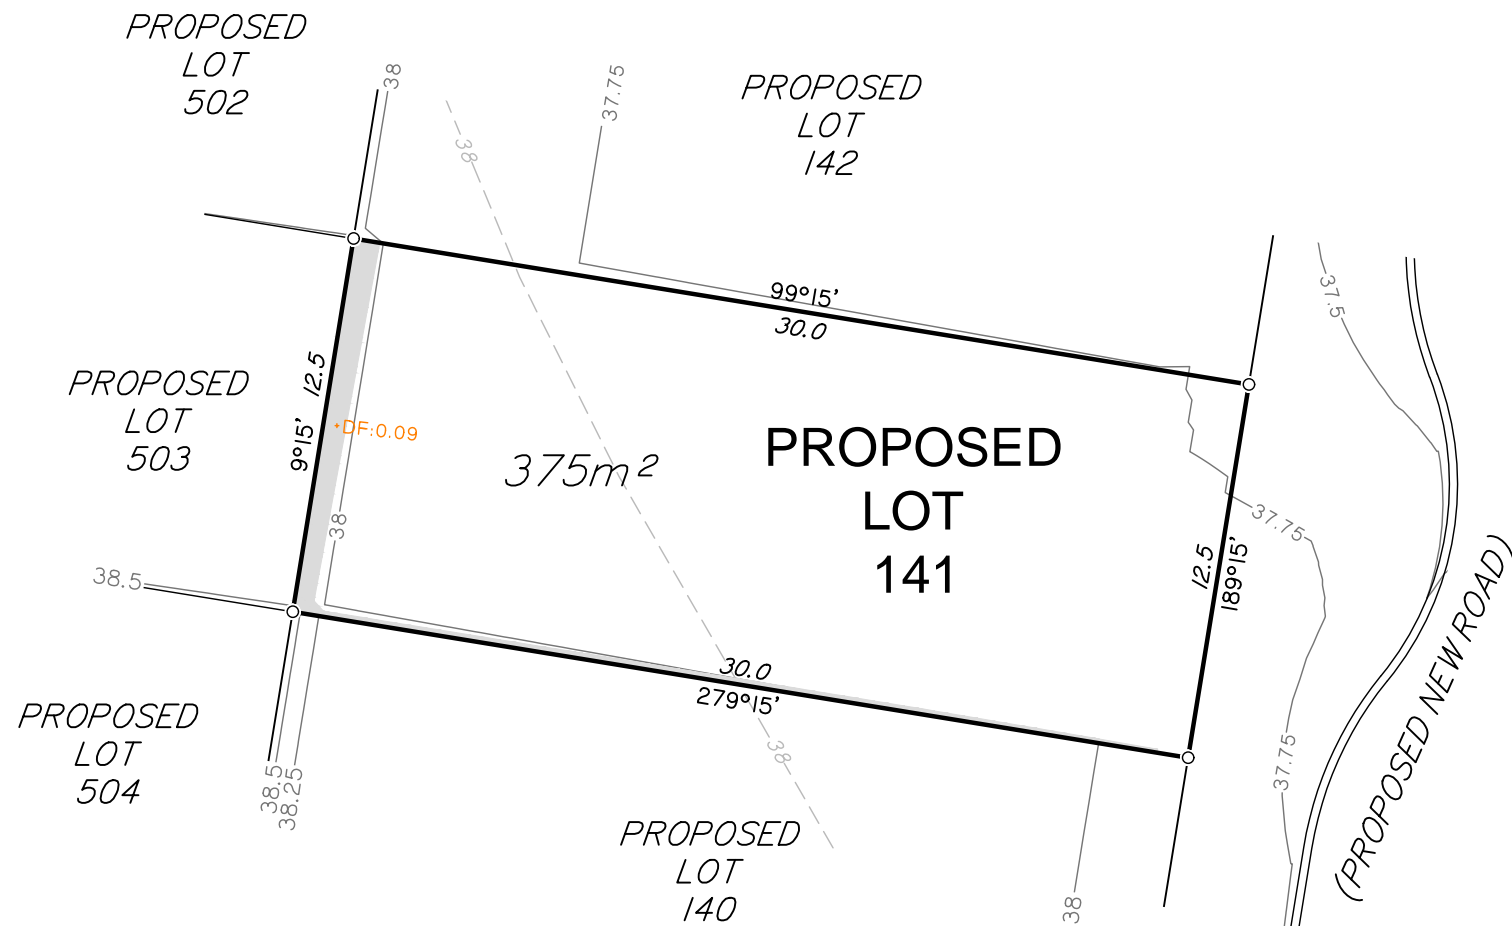 PROPOSED
LOT
502
38
38
37.75
PROPOSED
LOT
142
37.5
99°15'
30.0
PROPOSED
LOT
503
12.5
9°15'
DF:0.09
375m²
PROPOSED
LOT
141
38
37.75
12.5
189°15'
38.5
30.0
279°15'
PROPOSED
LOT
504
38.5
38.25
38
37.75
(PROPOSED NEW ROAD)
PROPOSED
LOT
140
38